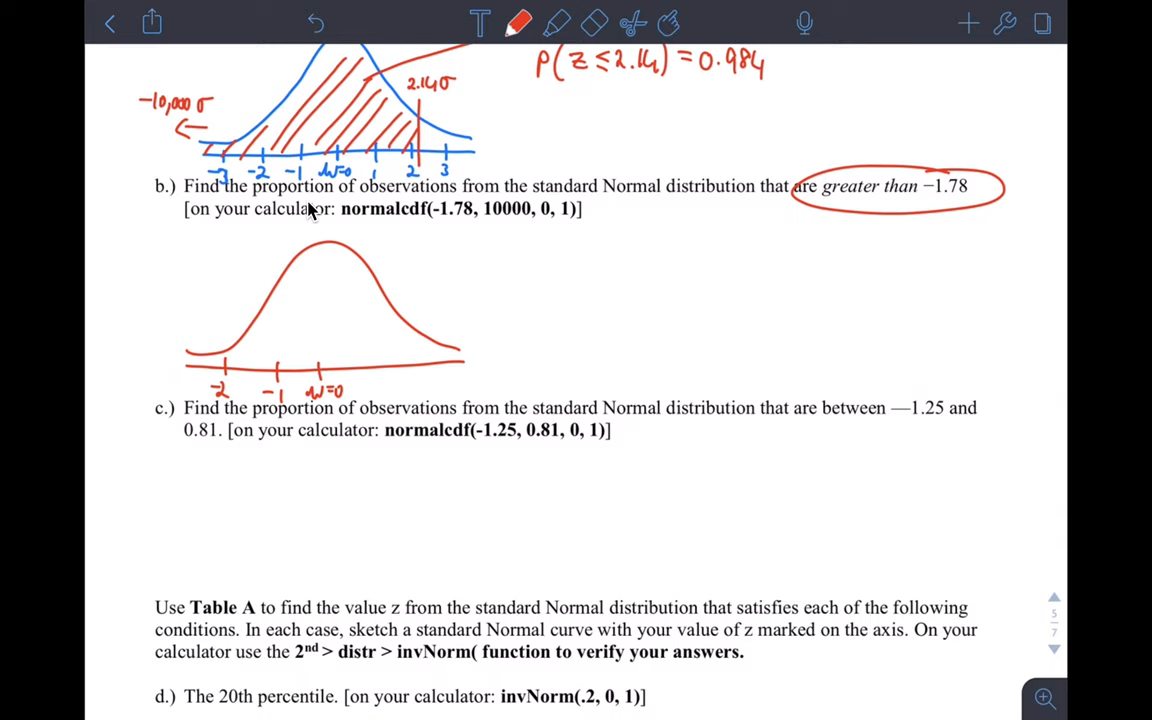 P(Z ≤ 2.14) = 0.984
2.14σ
-10,000 σ
-3 -2 -1 μ=0 1 2 3
b.) Find the proportion of observations from the standard Normal distribution that are greater than −1.78
[on your calculator: normalcdf(-1.78, 10000, 0, 1)]
-2 -1 μ=0
c.) Find the proportion of observations from the standard Normal distribution that are between —1.25 and
0.81. [on your calculator: normalcdf(-1.25, 0.81, 0, 1)]
Use Table A to find the value z from the standard Normal distribution that satisfies each of the following
conditions. In each case, sketch a standard Normal curve with your value of z marked on the axis. On your
calculator use the 2nd > distr > invNorm( function to verify your answers.
5
7
d.) The 20th percentile. [on your calculator: invNorm(.2, 0, 1)]